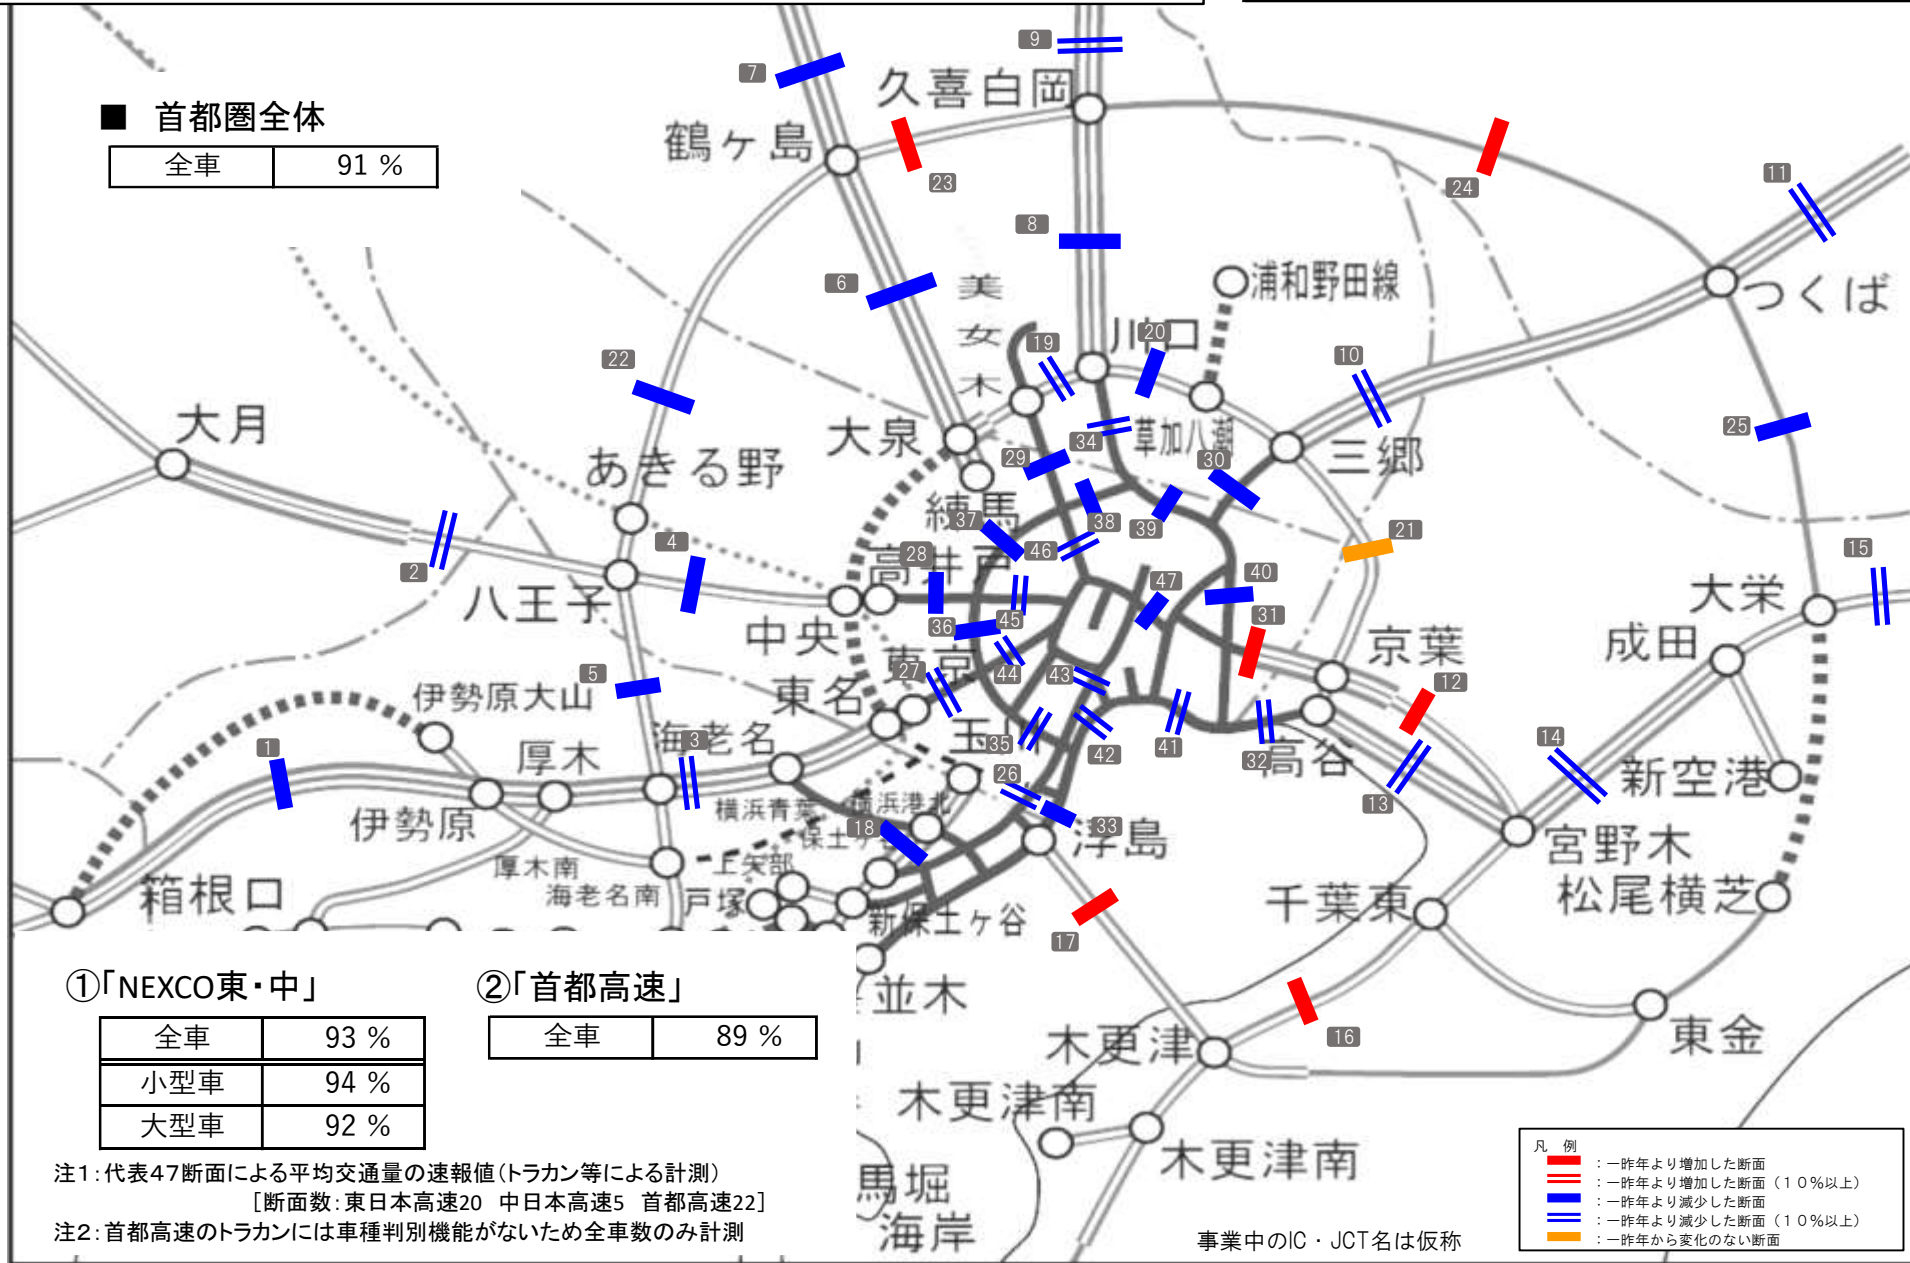 ■ 首都圏全体
全車 91 %
7
9
久喜白岡
鶴ヶ島
23
24
11
8
6
美女木
浦和野田線
つくば
22
19
川口
20
10
大月
大泉
34
草加八潮
25
あきる野
29
30
三郷
練馬
37
38
39
21
2
4
28
高井戸
46
15
八王子
47
40
大栄
中央
36
45
31
京葉
成田
5
伊勢原大山
27
東京
44
43
12
東名
1
厚木
海老名
3
玉川
35
42
41
32
高谷
14
新空港
26
13
伊勢原
横浜青葉
横浜港北
18
保土ヶ谷
33
浮島
宮野木
厚木南
上矢部
箱根口
海老名南
戸塚
千葉東
松尾横芝
新保土ヶ谷
17
並木
16
木更津
東金
木更津南
木更津南
馬堀
海岸
①「NEXCO東・中」
全車 93 %
小型車 94 %
大型車 92 %
②「首都高速」
全車 89 %
注1：代表47断面による平均交通量の速報値（トラカン等による計測）
［断面数：東日本高速20 中日本高速5 首都高速22］
注2：首都高速のトラカンには車種判別機能がないため全車数のみ計測
事業中のIC・JCT名は仮称
凡 例
：一昨年より増加した断面
：一昨年より増加した断面（１０％以上）
：一昨年より減少した断面
：一昨年より減少した断面（１０％以上）
：一昨年から変化のない断面